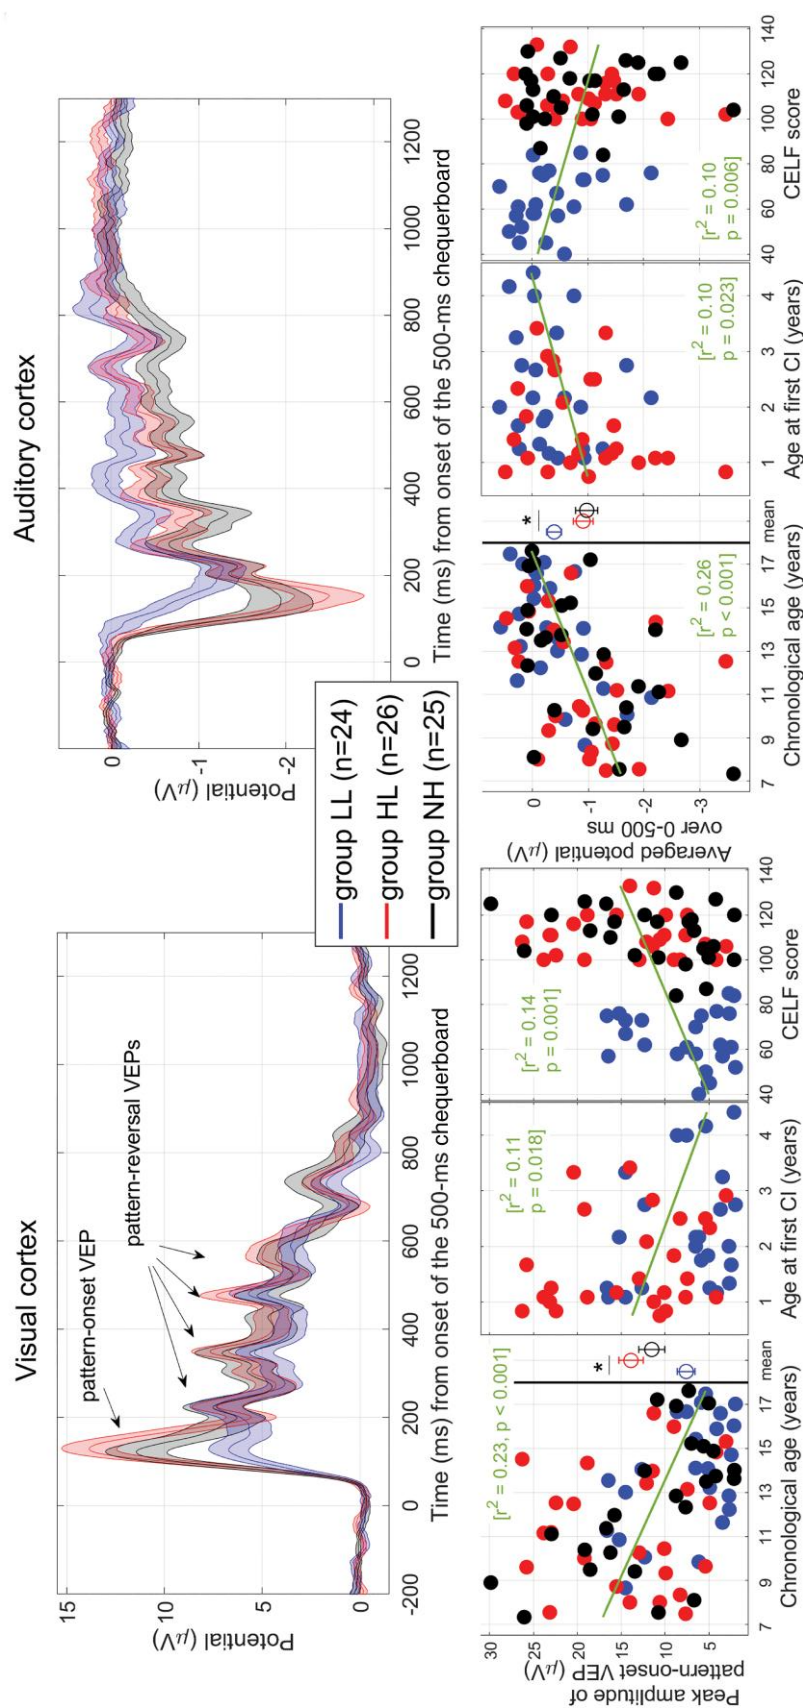 Visual cortex
Auditory cortex
pattern-onset VEP
pattern-reversal VEPs
15
10
5
0
Potential (µV)
-200 0 200 400 600 800 1000 1200
Time (ms) from onset of the 500-ms chequerboard
0
-1
-2
Potential (µV)
0 200 400 600 800 1000 1200
Time (ms) from onset of the 500-ms chequerboard
group LL (n=24)
group HL (n=26)
group NH (n=25)
Peak amplitude of
pattern-onset VEP (µV)
30
25
20
15
10
5
[r² = 0.23, p < 0.001]
*
7 9 11 13 15 17 mean
Chronological age (years)
[r² = 0.11
p = 0.018]
1 2 3 4
Age at first CI (years)
[r² = 0.14
p = 0.001]
40 60 80 100 120 140
CELF score
Averaged potential (µV)
over 0-500 ms
0
-1
-2
-3
*
[r² = 0.26
p < 0.001]
7 9 11 13 15 17 mean
Chronological age (years)
[r² = 0.10
p = 0.023]
1 2 3 4
Age at first CI (years)
[r² = 0.10
p = 0.006]
40 60 80 100 120 140
CELF score